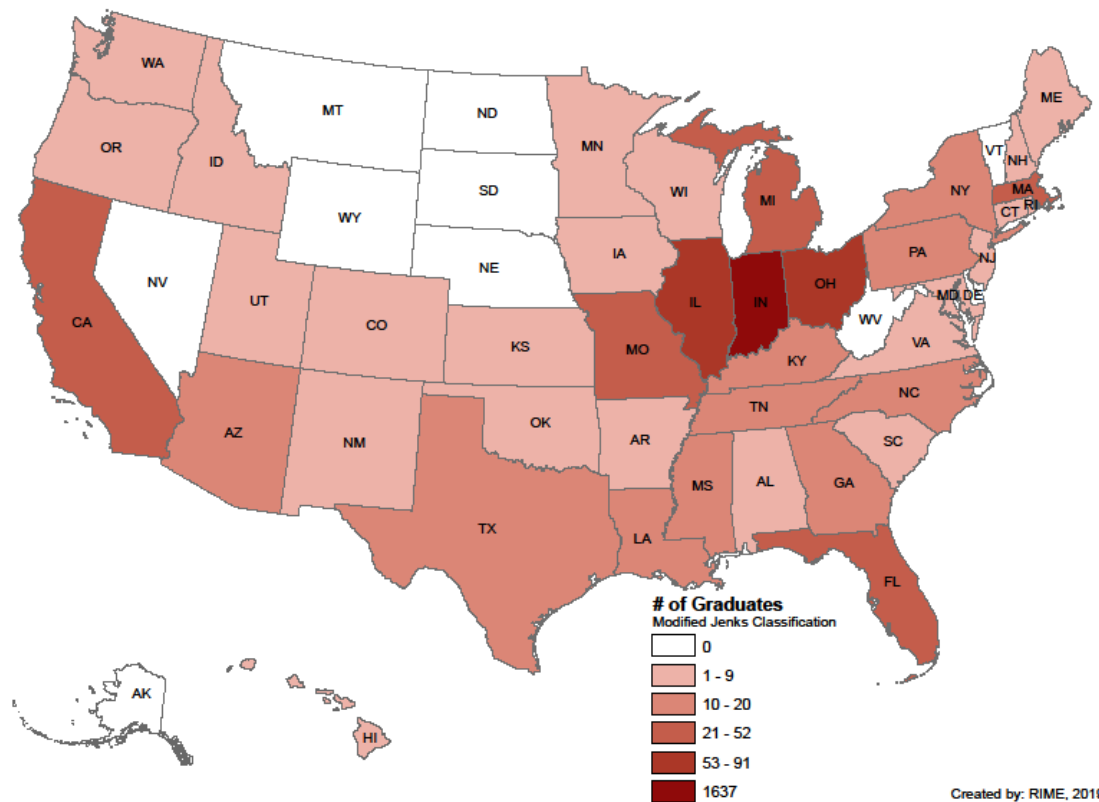 WA
MT
ND
ME
OR
ID
MN
VT
NH
SD
WI
NY
MA
WY
MI
CT
RI
IA
PA
NJ
NE
NV
OH
MD
DE
UT
IL
IN
CA
CO
WV
KS
MO
VA
KY
AZ
NM
OK
TN
NC
AR
SC
MS
AL
GA
TX
LA
FL
# of Graduates
Modified Jenks Classification
0
1 - 9
10 - 20
21 - 52
53 - 91
1637
AK
HI
Created by: RIME, 2019